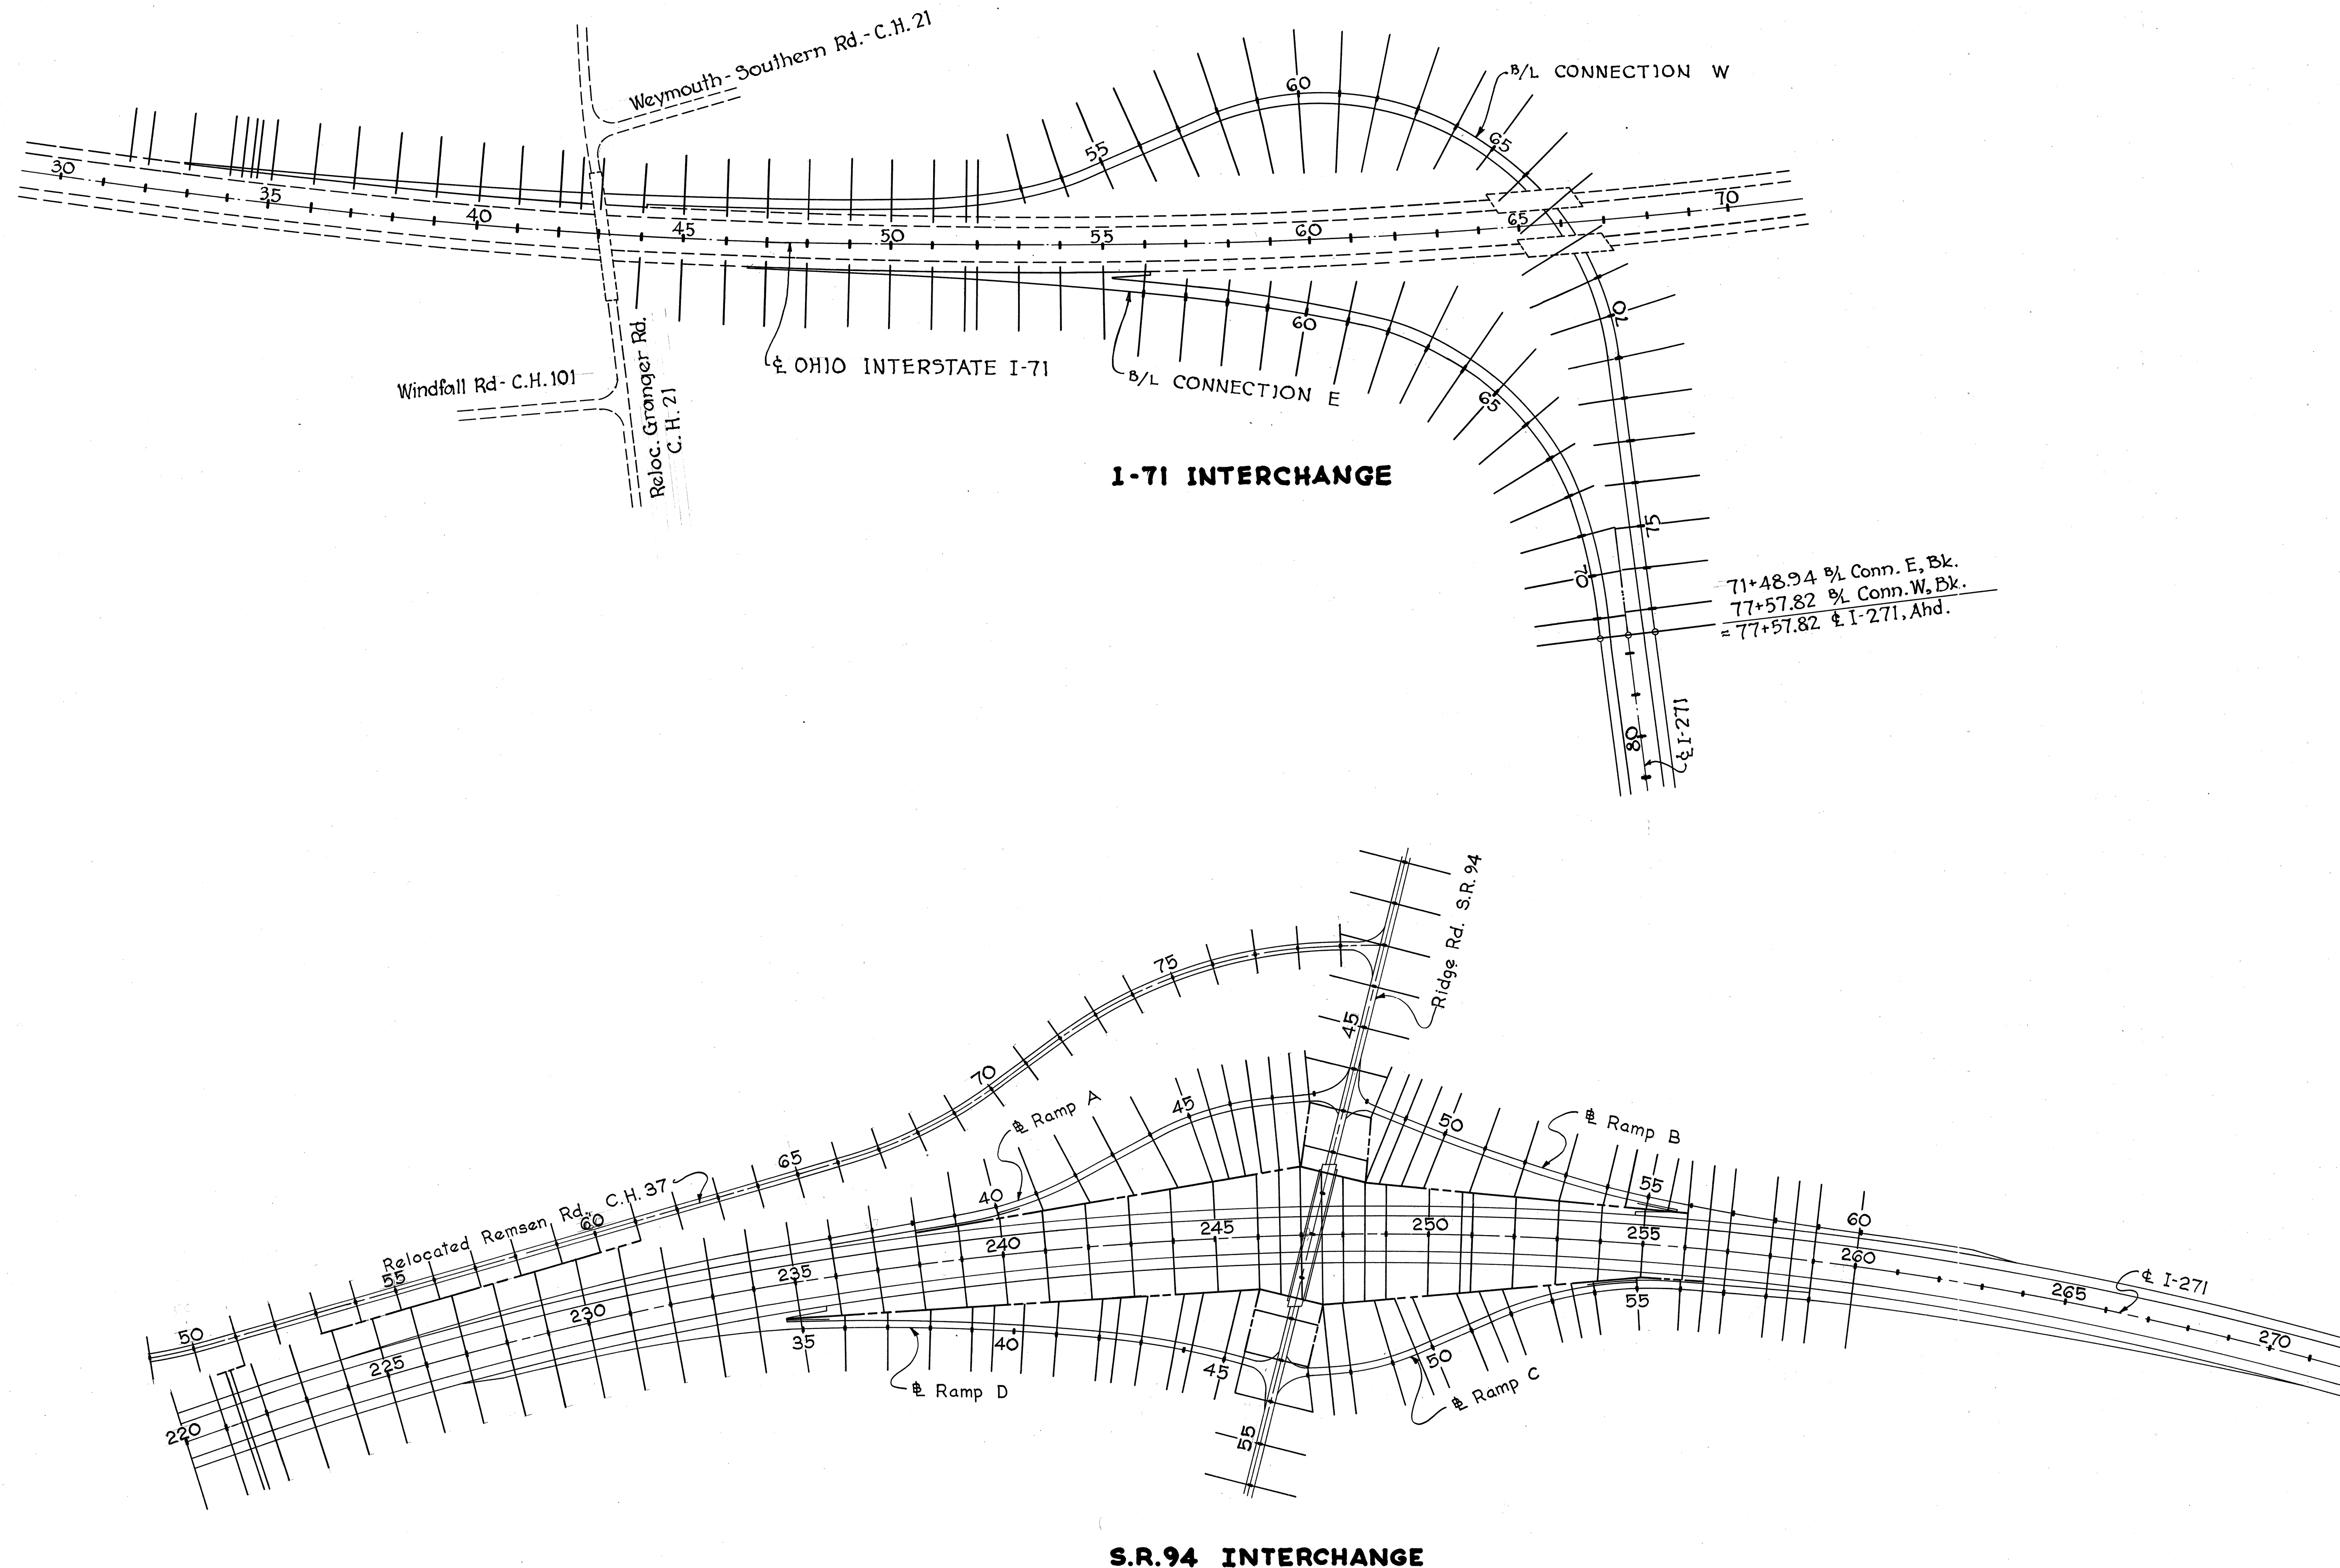 Weymouth-Southern Rd.-C.H. 21
B/L CONNECTION W
60
65
55
30
35
40
45
50
55
60
65
70
60
65
70
75
70
80
℄ OHIO INTERSTATE I-71
B/L CONNECTION E
Windfall Rd-C.H.101
Reloc. Granger Rd.
C.H. 21
I-71 INTERCHANGE
71+48.94 B/L Conn. E, Bk.
77+57.82 B/L Conn. W, Bk.
= 77+57.82 ℄ I-271, Ahd.
℄ I-271
Ridge Rd. S.R. 94
45
55
Relocated Remsen Rd., C.H. 37
50
55
60
65
70
75
BL Ramp A
40
45
BL Ramp B
50
55
60
220
225
230
235
240
245
250
255
260
265
270
℄ I-271
35
40
45
BL Ramp D
50
55
BL Ramp C
S.R.94 INTERCHANGE